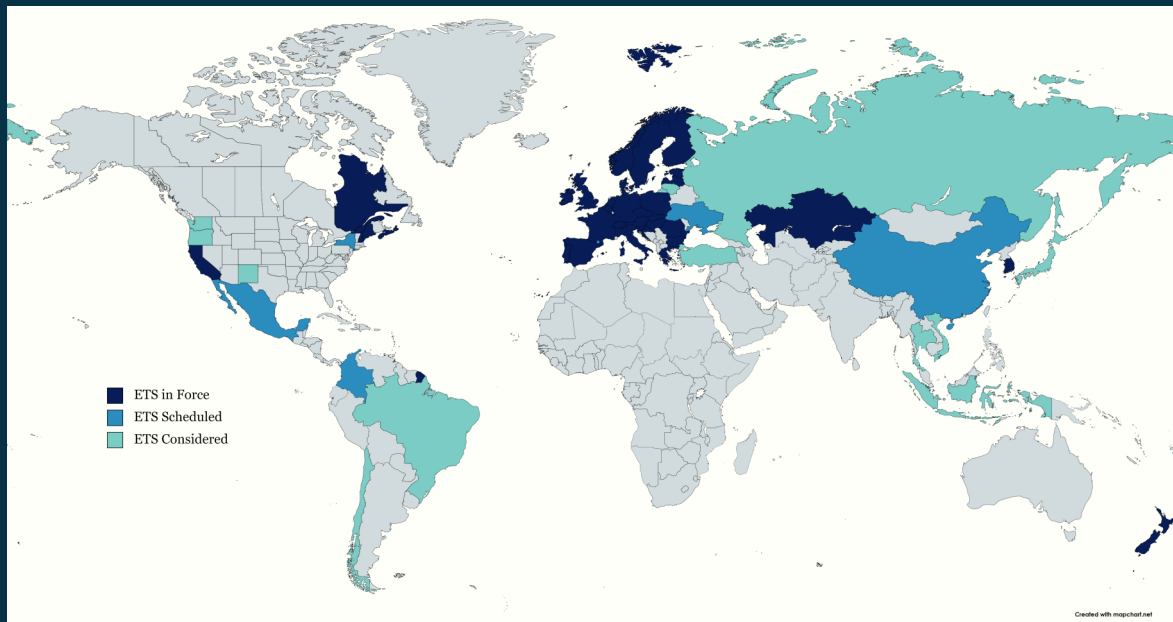 ETS in Force
ETS Scheduled
ETS Considered
Created with mapchart.net